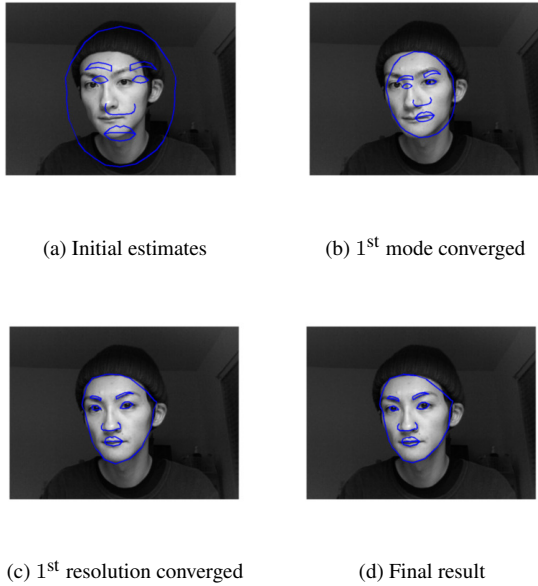 (a) Initial estimates
(b) 1st mode converged
(c) 1st resolution converged
(d) Final result